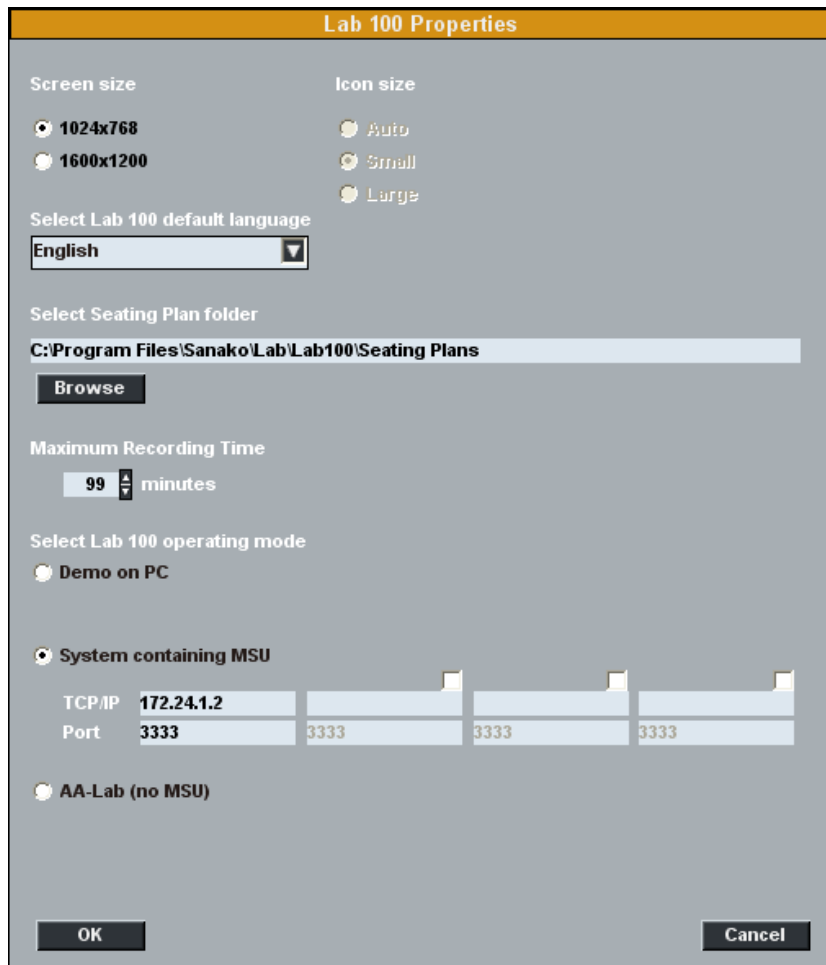 Lab 100 Properties
Screen size
Icon size
1024x768
Auto
1600x1200
Small
Large
Select Lab 100 default language
English
Select Seating Plan folder
C:\Program Files\Sanako\Lab\Lab100\Seating Plans
Browse
Maximum Recording Time
99 minutes
Select Lab 100 operating mode
Demo on PC
System containing MSU
TCP/IP 172.24.1.2
Port 3333 3333 3333 3333
AA-Lab (no MSU)
OK
Cancel